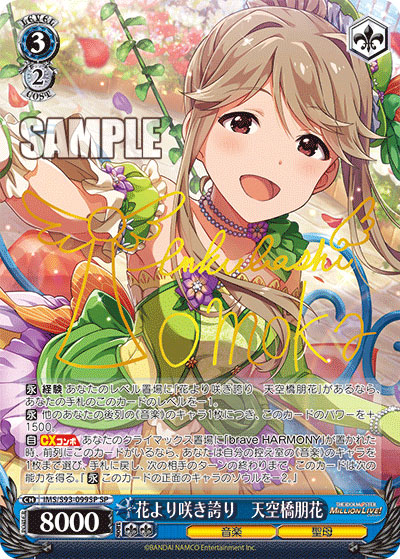 LEVEL
3
2
COST
SAMPLE
Tenkubashi
Tomoka
永 経験 あなたのレベル置場に「花より咲き誇り 天空橋朋花」があるなら、
あなたの手札のこのカードのレベルを－1。
永 他のあなたの後列の《音楽》のキャラ1枚につき、このカードのパワーを＋
1500。
自 CXコンボ あなたのクライマックス置場に「brave HARMONY」が置かれた
時、前列にこのカードがいるなら、あなたは自分の控え室の《音楽》のキャラを
1枚まで選び、手札に戻し、次の相手のターンの終わりまで、このカードは次の
能力を得る。『永 このカードの正面のキャラのソウルを－2。』
CH IMS/S93-099SP SP
POWER
8000
花より咲き誇り 天空橋朋花
THE IDOLM@STER
MILLION LIVE!
音楽
聖母
©BANDAI NAMCO Entertainment Inc.